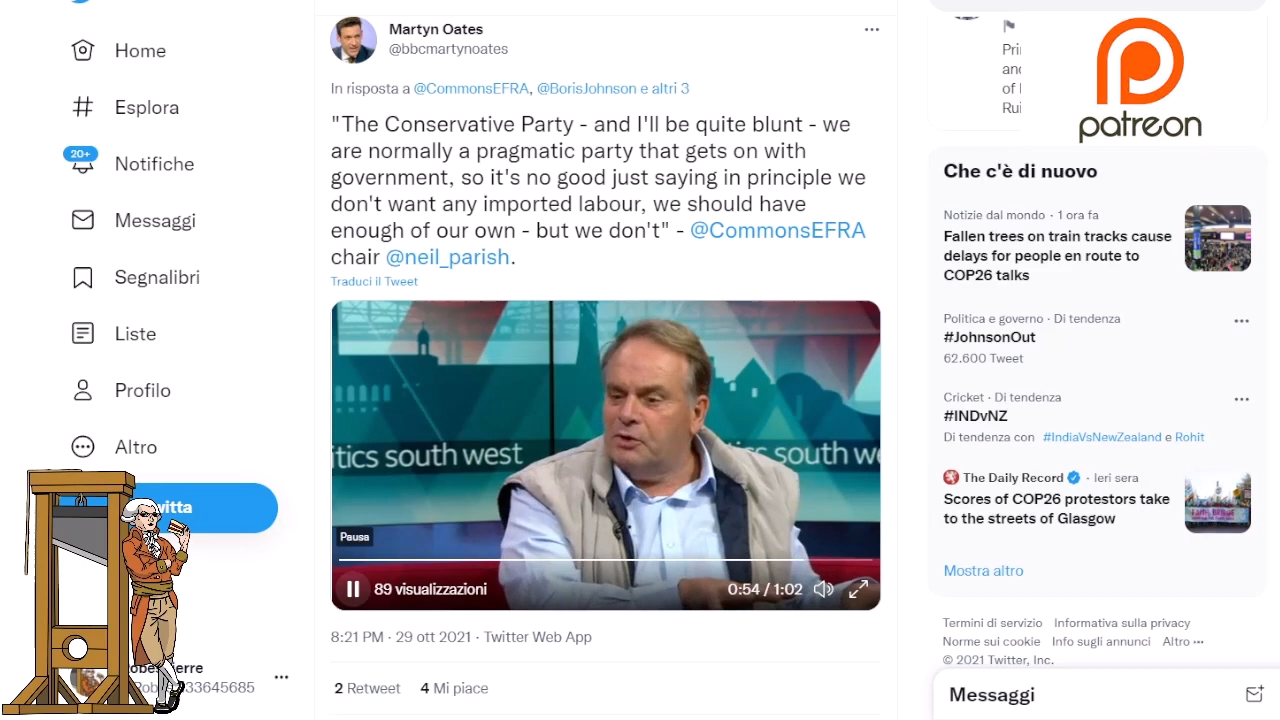 Home
Esplora
20+
Notifiche
Messaggi
Segnalibri
Liste
Profilo
Altro
33645685
Martyn Oates
@bbcmartynoates
In risposta a @CommonsEFRA, @BorisJohnson e altri 3
"The Conservative Party - and I'll be quite blunt - we
are normally a pragmatic party that gets on with
government, so it's no good just saying in principle we
don't want any imported labour, we should have
enough of our own - but we don't" - @CommonsEFRA
chair @neil_parish.
Traduci il Tweet
itics south west
cs south we
Pausa
89 visualizzazioni
0:54 / 1:02
8:21 PM · 29 ott 2021 · Twitter Web App
2 Retweet 4 Mi piace
patreon
Che c'è di nuovo
Notizie dal mondo · 1 ora fa
Fallen trees on train tracks cause
delays for people en route to
COP26 talks
Politica e governo · Di tendenza
#JohnsonOut
62.600 Tweet
Cricket · Di tendenza
#INDvNZ
Di tendenza con #IndiaVsNewZealand e Rohit
The Daily Record · Ieri sera
Scores of COP26 protestors take
to the streets of Glasgow
Mostra altro
Termini di servizio Informativa sulla privacy
Norme sui cookie Info sugli annunci Altro
© 2021 Twitter, Inc.
Messaggi